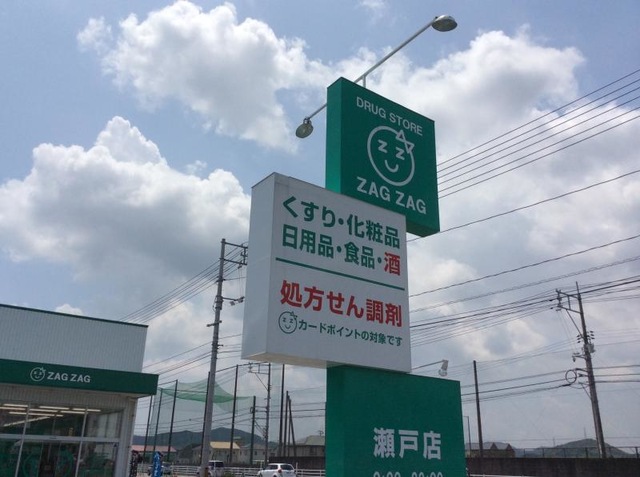 DRUG STORE
ZAG ZAG
くすり・化粧品
日用品・食品・酒
処方せん調剤
カードポイントの対象です
瀬戸店
ZAG ZAG